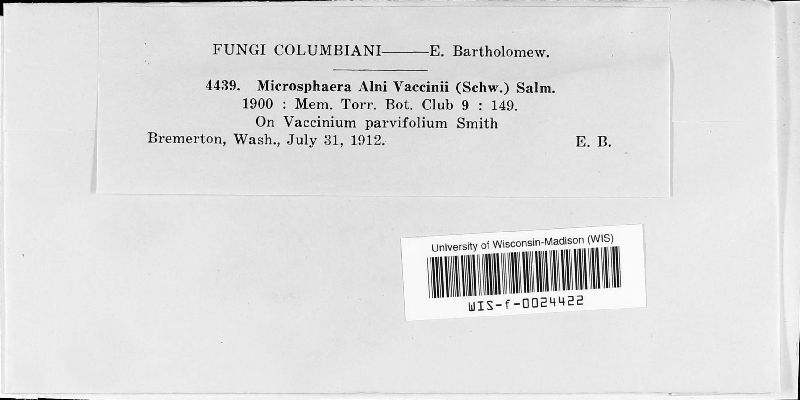 FUNGI COLUMBIANI——E. Bartholomew.
4439. Microsphaera Alni Vaccinii (Schw.) Salm.
1900 : Mem. Torr. Bot. Club 9 : 149.
On Vaccinium parvifolium Smith
Bremerton, Wash., July 31, 1912. E. B.
University of Wisconsin-Madison (WIS)
WIS-f-0024422